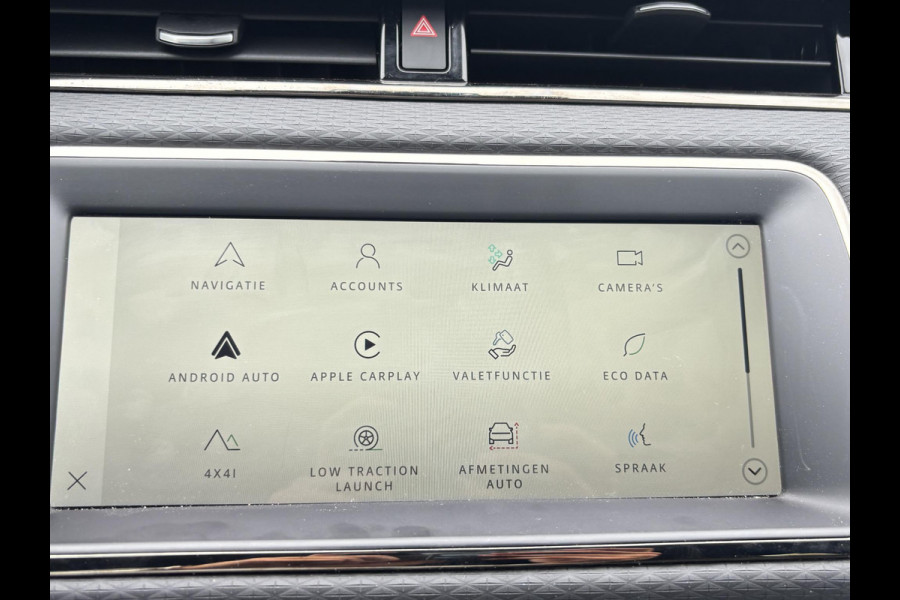 NAVIGATIE
ACCOUNTS
KLIMAAT
CAMERA'S
ANDROID AUTO
APPLE CARPLAY
VALETFUNCTIE
ECO DATA
4X4I
LOW TRACTION
LAUNCH
AFMETINGEN
AUTO
SPRAAK